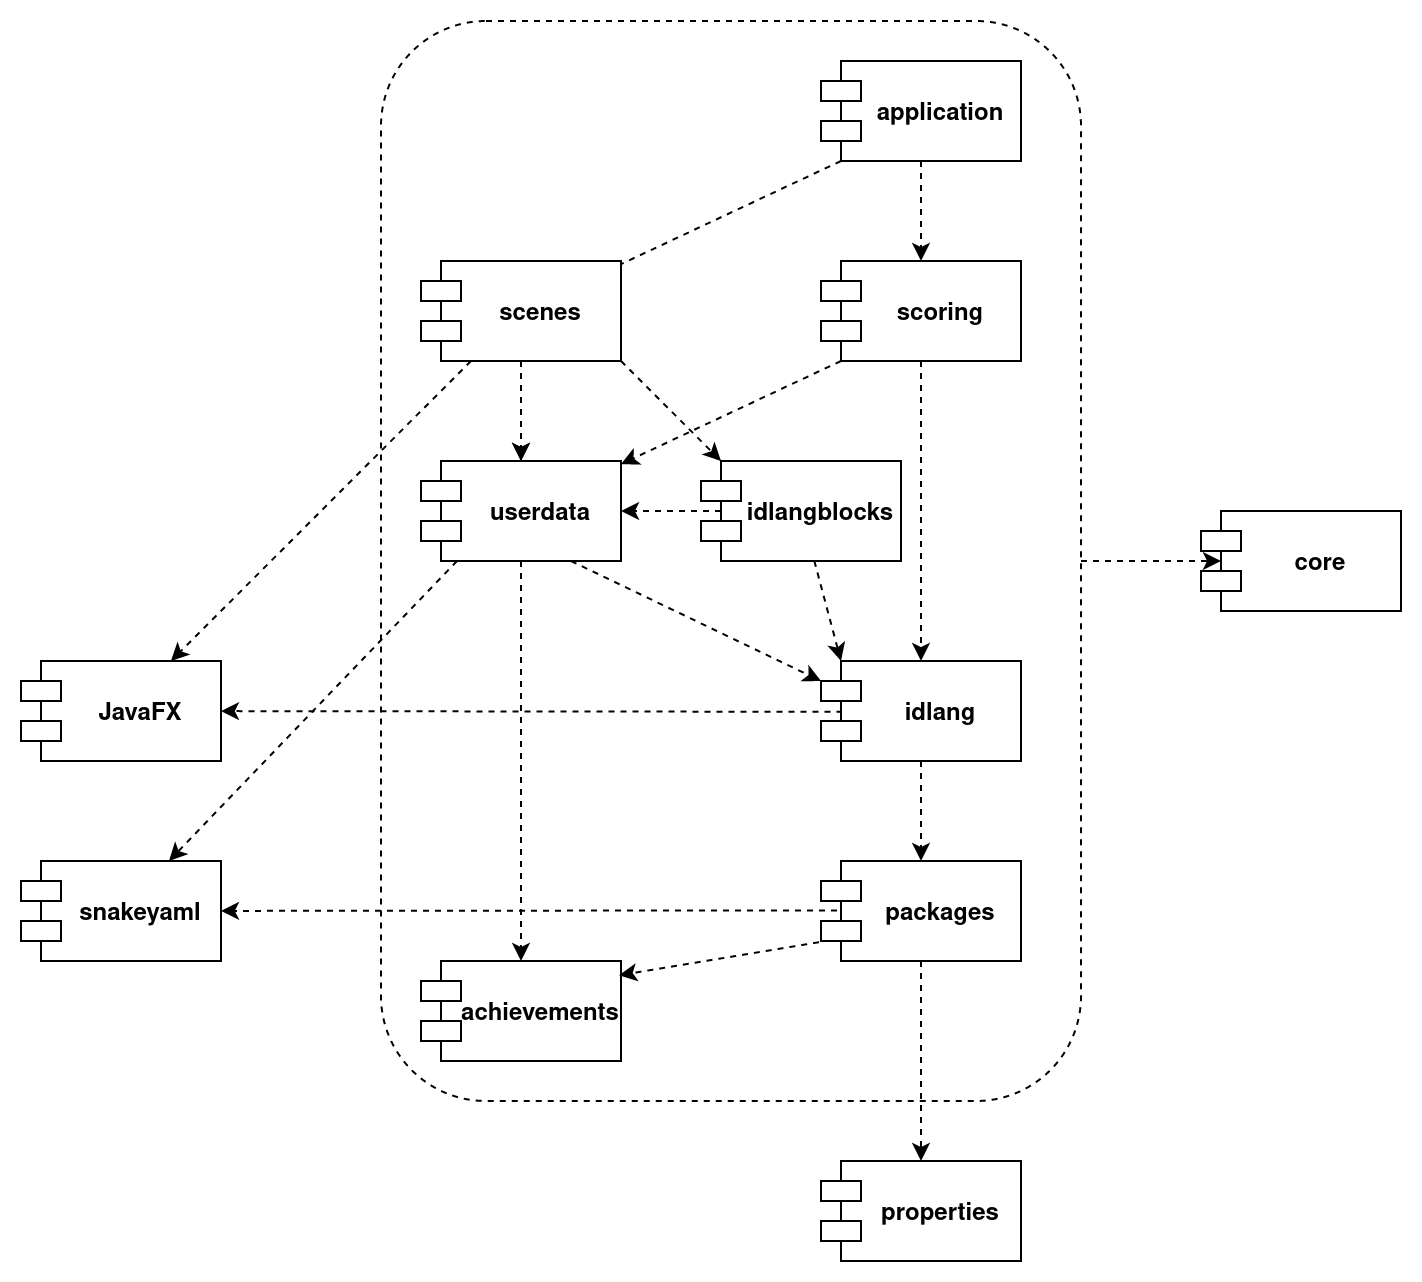 application
scenes
scoring
userdata
idlangblocks
core
JavaFX
idlang
snakeyaml
packages
achievements
properties